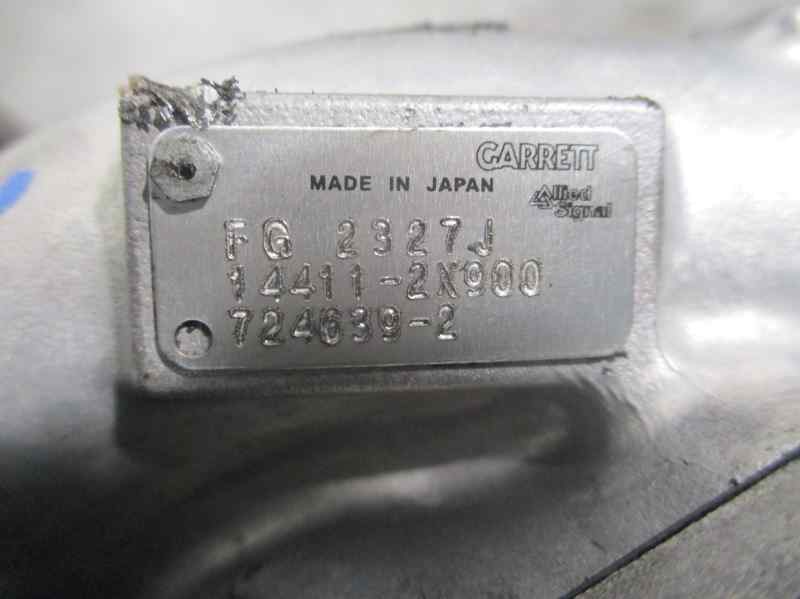 GARRETT
MADE IN JAPAN
Allied
Signal
FG 2327J
14411-2X900
724639-2